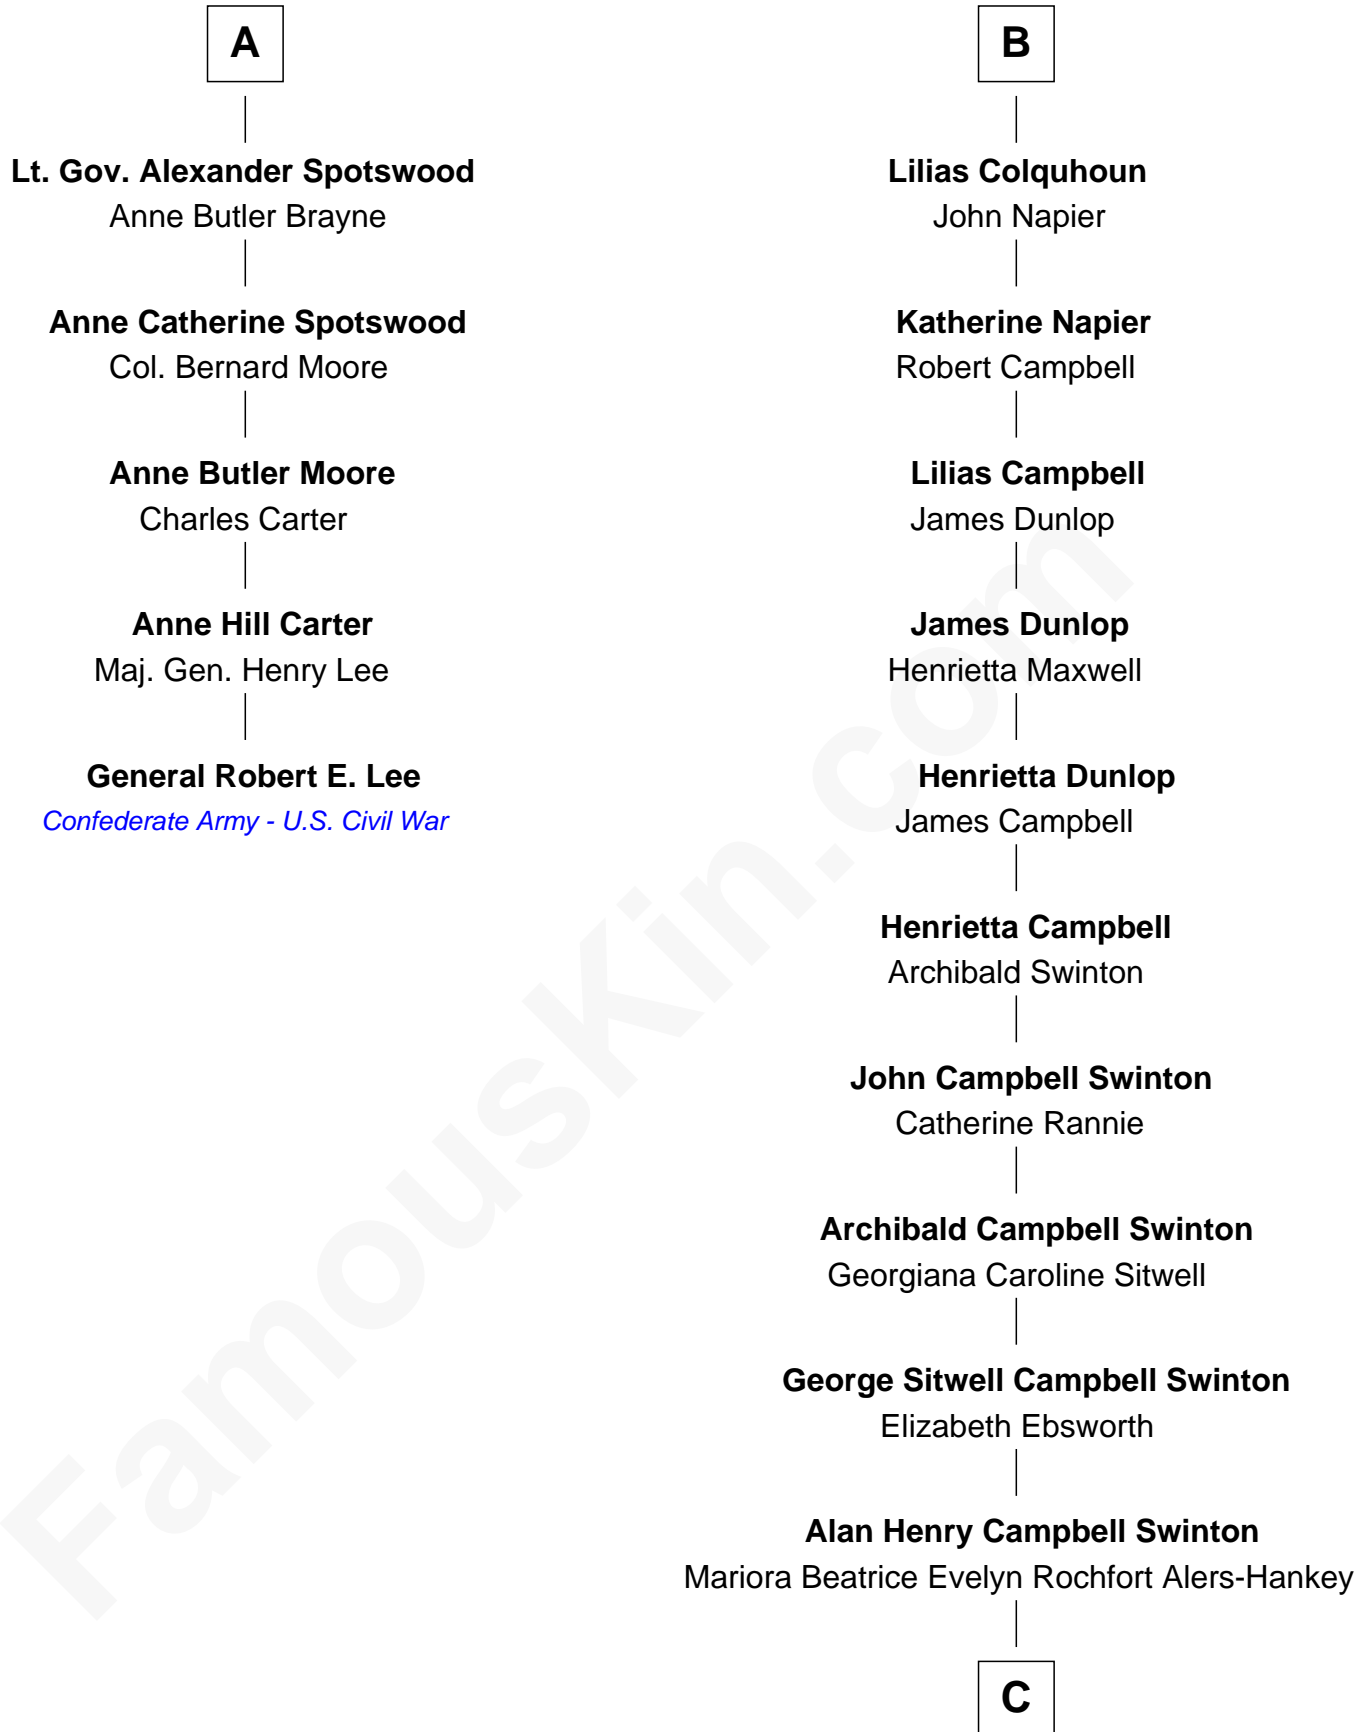 A
Lt. Gov. Alexander Spotswood
Anne Butler Brayne
Anne Catherine Spotswood
Col. Bernard Moore
Anne Butler Moore
Charles Carter
Anne Hill Carter
Maj. Gen. Henry Lee
General Robert E. Lee
Confederate Army - U.S. Civil War
B
Lilias Colquhoun
John Napier
Katherine Napier
Robert Campbell
Lilias Campbell
James Dunlop
James Dunlop
Henrietta Maxwell
Henrietta Dunlop
James Campbell
Henrietta Campbell
Archibald Swinton
John Campbell Swinton
Catherine Rannie
Archibald Campbell Swinton
Georgiana Caroline Sitwell
George Sitwell Campbell Swinton
Elizabeth Ebsworth
Alan Henry Campbell Swinton
Mariora Beatrice Evelyn Rochfort Alers-Hankey
C
FamousKin.com